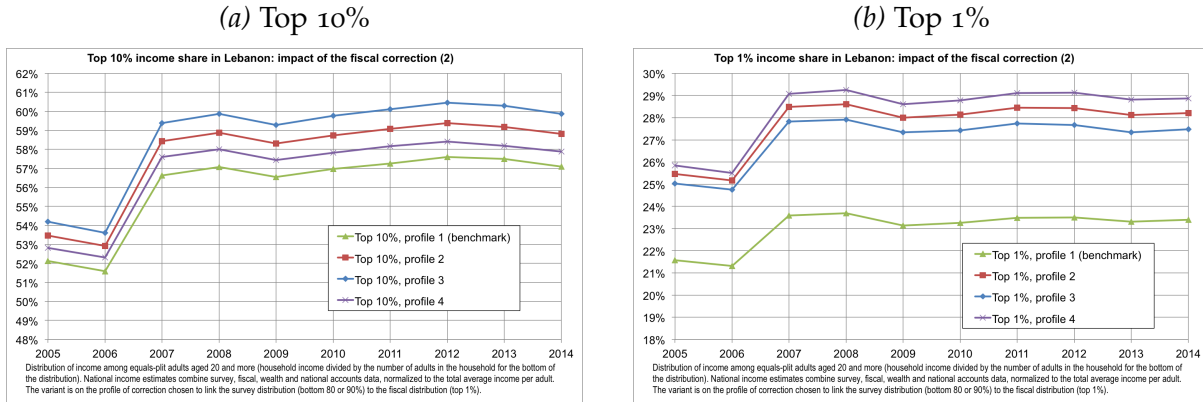 (a) Top 10%
Top 10% income share in Lebanon: impact of the fiscal correction (2)
62%
61%
60%
59%
58%
57%
56%
55%
54%
53%
52%
51%
50%
49%
48%
Top 10%, profile 1 (benchmark)
Top 10%, profile 2
Top 10%, profile 3
Top 10%, profile 4
2005 2006 2007 2008 2009 2010 2011 2012 2013 2014
Distribution of income among equals-plit adults aged 20 and more (household income divided by the number of adults in the household for the bottom of
the distribution). National income estimates combine survey, fiscal, wealth and national accounts data, normalized to the total average income per adult.
The variant is on the profile of correction chosen to link the survey distribution (bottom 80 or 90%) to the fiscal distribution (top 1%).
(b) Top 1%
Top 1% income share in Lebanon: impact of the fiscal correction (2)
30%
29%
28%
27%
26%
25%
24%
23%
22%
21%
20%
19%
18%
Top 1%, profile 1 (benchmark)
Top 1%, profile 2
Top 1%, profile 3
Top 1%, profile 4
2005 2006 2007 2008 2009 2010 2011 2012 2013 2014
Distribution of income among equals-plit adults aged 20 and more (household income divided by the number of adults in the household for the bottom of
the distribution). National income estimates combine survey, fiscal, wealth and national accounts data, normalized to the total average income per adult.
The variant is on the profile of correction chosen to link the survey distribution (bottom 80 or 90%) to the fiscal distribution (top 1%).